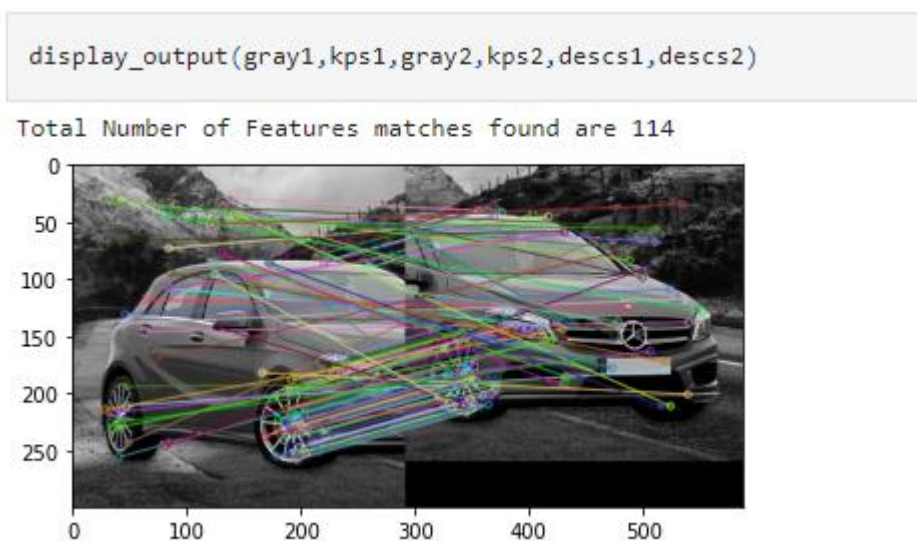 display_output(gray1,kps1,gray2,kps2,descs1,descs2)
Total Number of Features matches found are 114
0
50
100
150
200
250
0 100 200 300 400 500